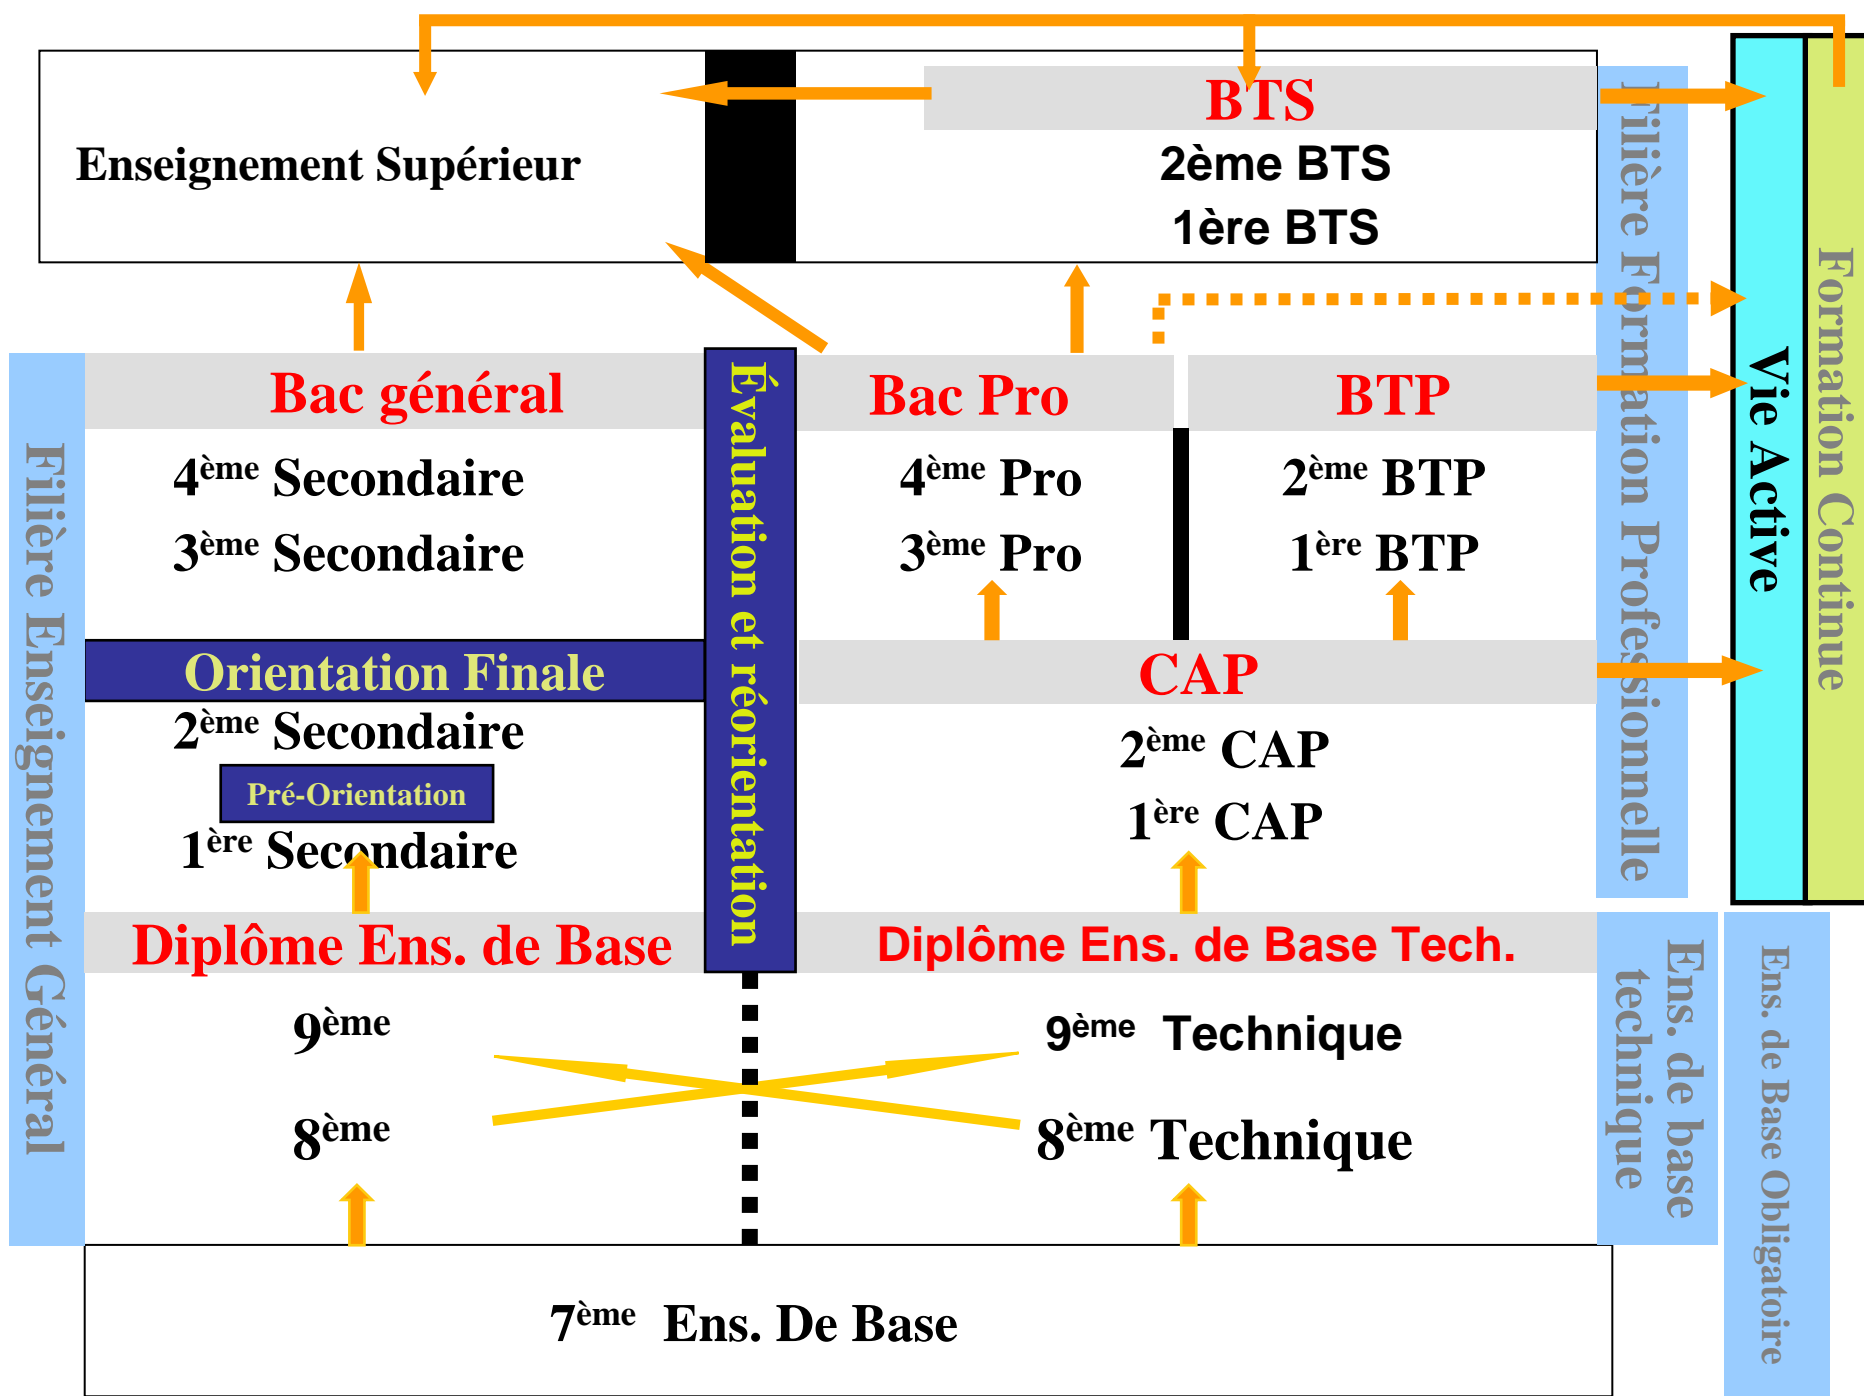 BTS
Enseignement Supérieur
2ème BTS
1ère BTS
Bac général
Bac Pro
BTP
4ème Secondaire
4ème Pro
2ème BTP
3ème Secondaire
3ème Pro
1ère BTP
Orientation Finale
CAP
2ème Secondaire
2ème CAP
Pré-Orientation
1ère CAP
1ère Secondaire
Diplôme Ens. de Base
Diplôme Ens. de Base Tech.
9ème
9ème Technique
8ème
8ème Technique
7ème Ens. De Base
Filière Enseignement Général
Évaluation et réorientation
Filière Formation Professionnelle
Vie Active
Formation Continue
Ens. de base
technique
Ens. de Base Obligatoire